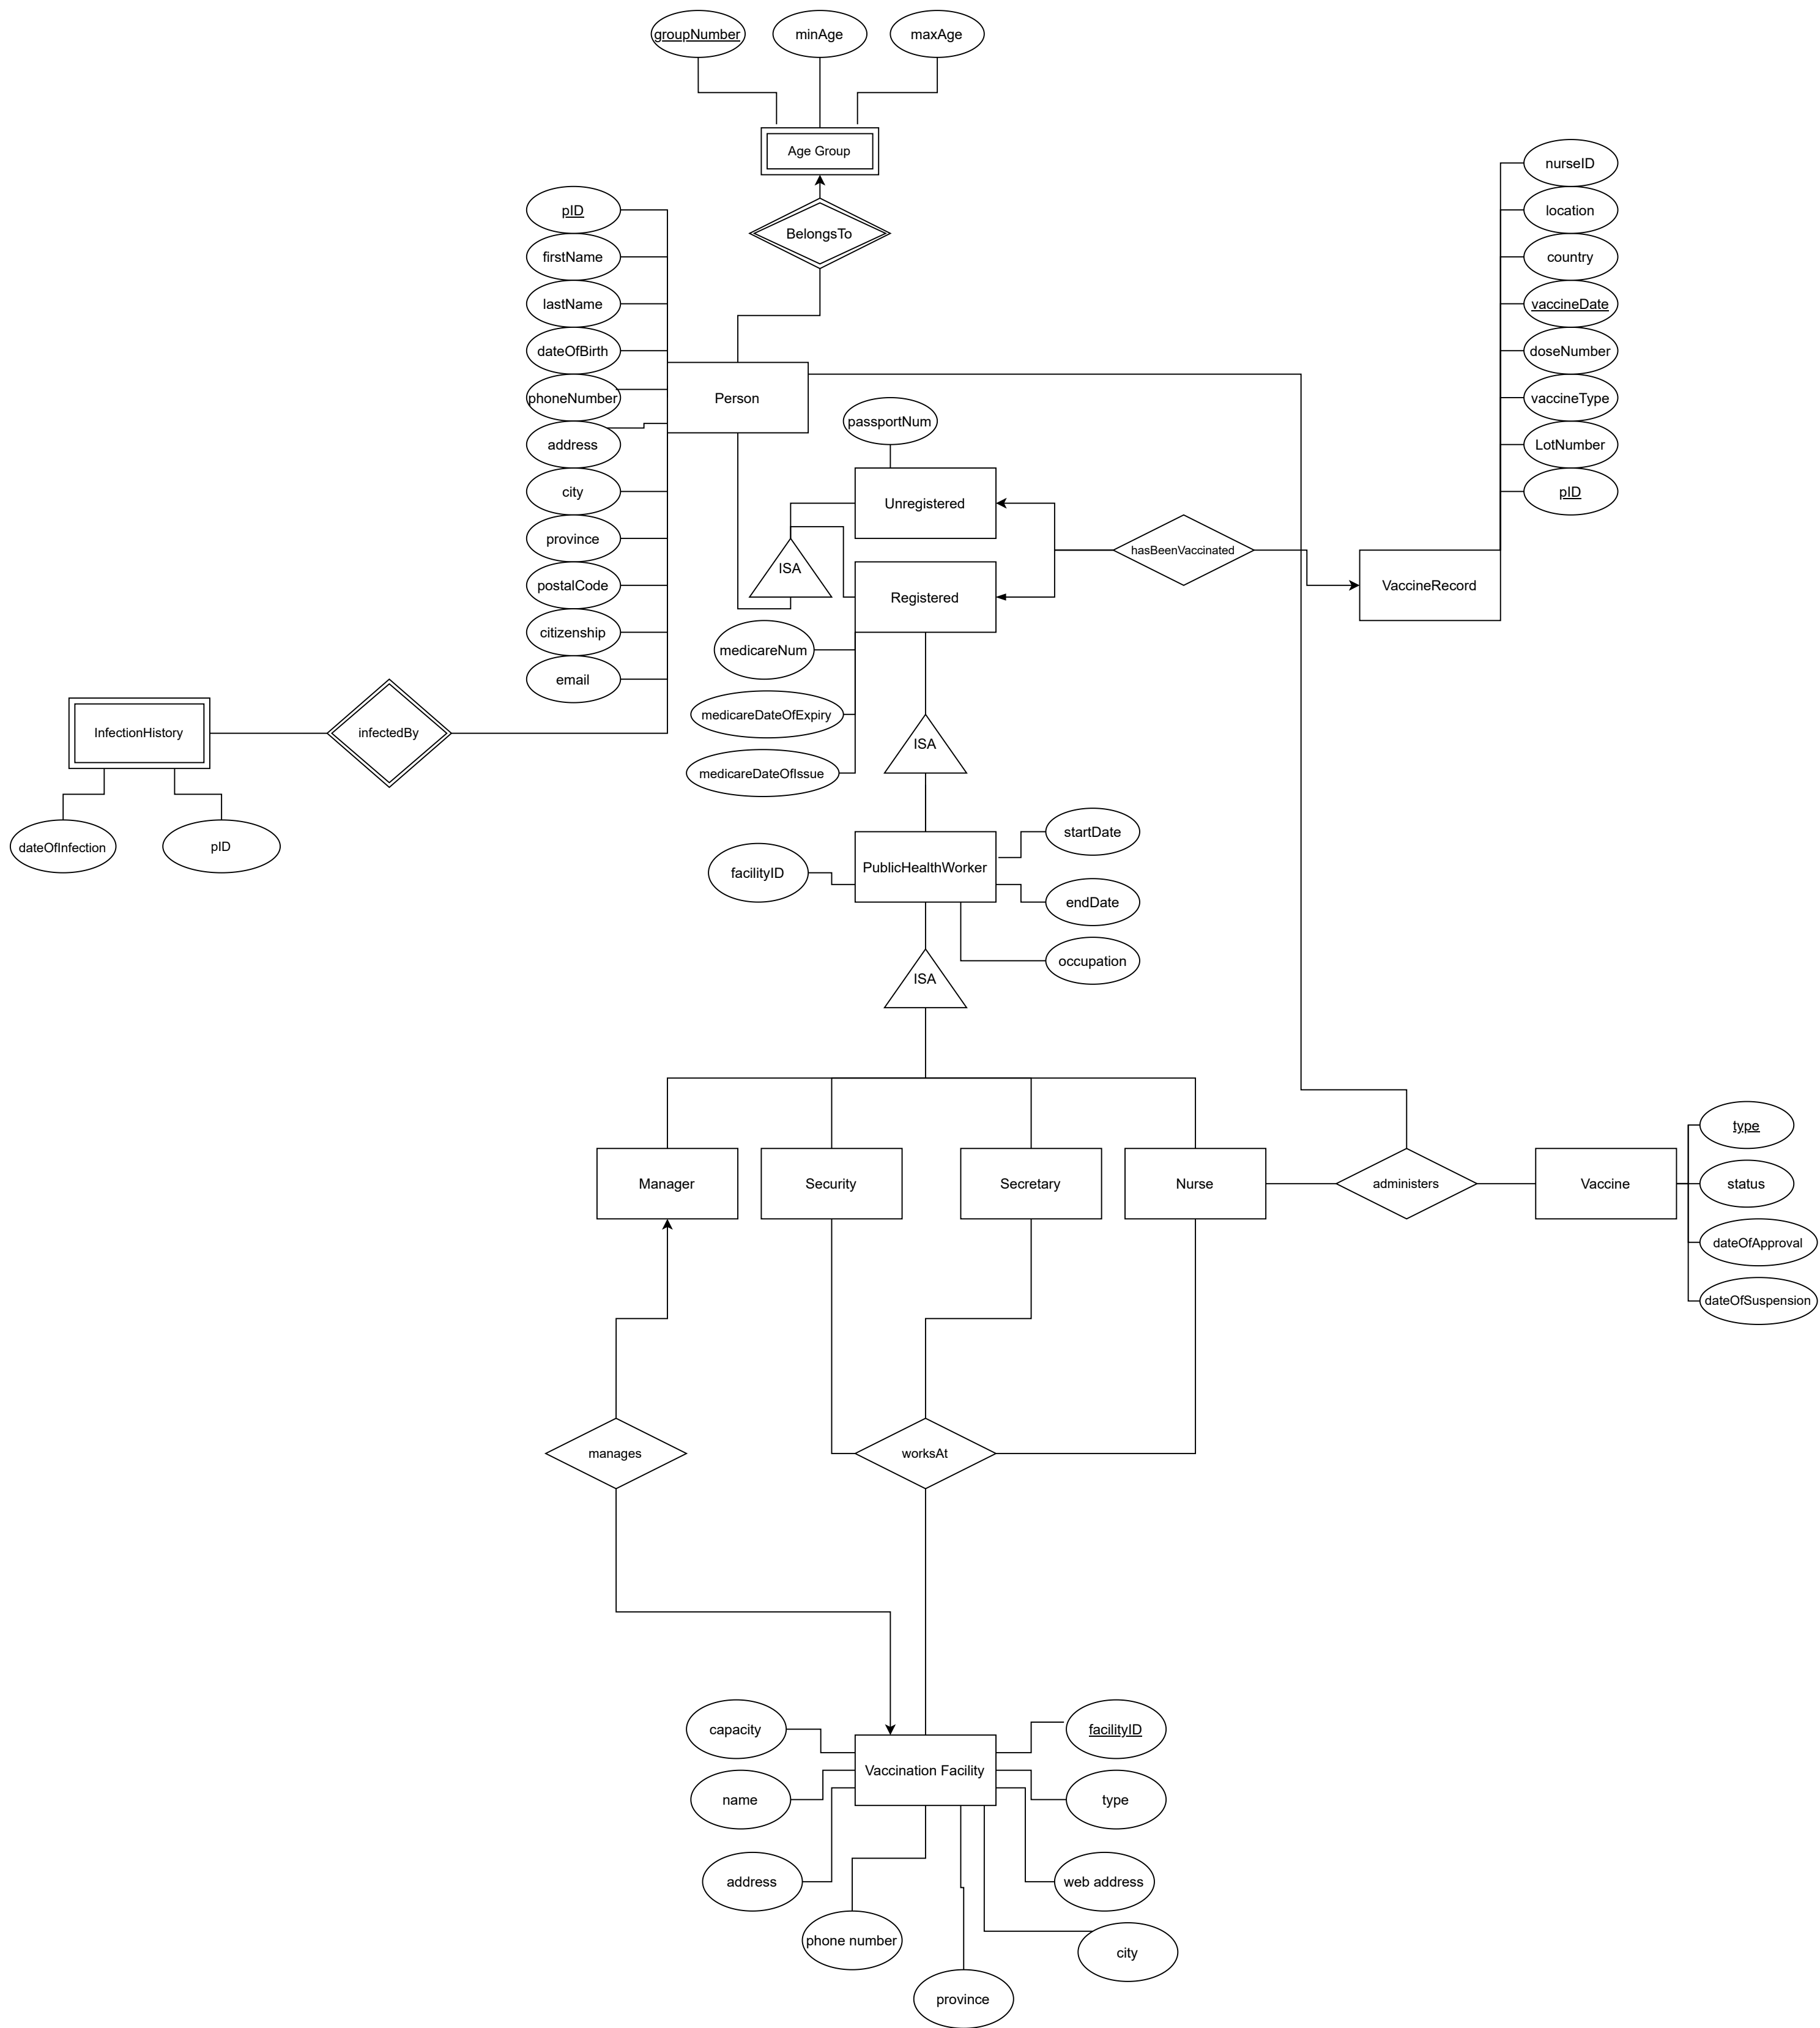 groupNumber
minAge
maxAge
Age Group
BelongsTo
pID
firstName
lastName
dateOfBirth
phoneNumber
address
city
province
postalCode
citizenship
email
Person
nurseID
location
country
vaccineDate
doseNumber
vaccineType
LotNumber
pID
passportNum
Unregistered
ISA
Registered
hasBeenVaccinated
VaccineRecord
medicareNum
medicareDateOfExpiry
medicareDateOfIssue
InfectionHistory
infectedBy
dateOfInfection
pID
ISA
startDate
PublicHealthWorker
facilityID
endDate
occupation
ISA
Manager
Security
Secretary
Nurse
administers
Vaccine
type
status
dateOfApproval
dateOfSuspension
manages
worksAt
capacity
facilityID
Vaccination Facility
name
type
address
web address
phone number
city
province